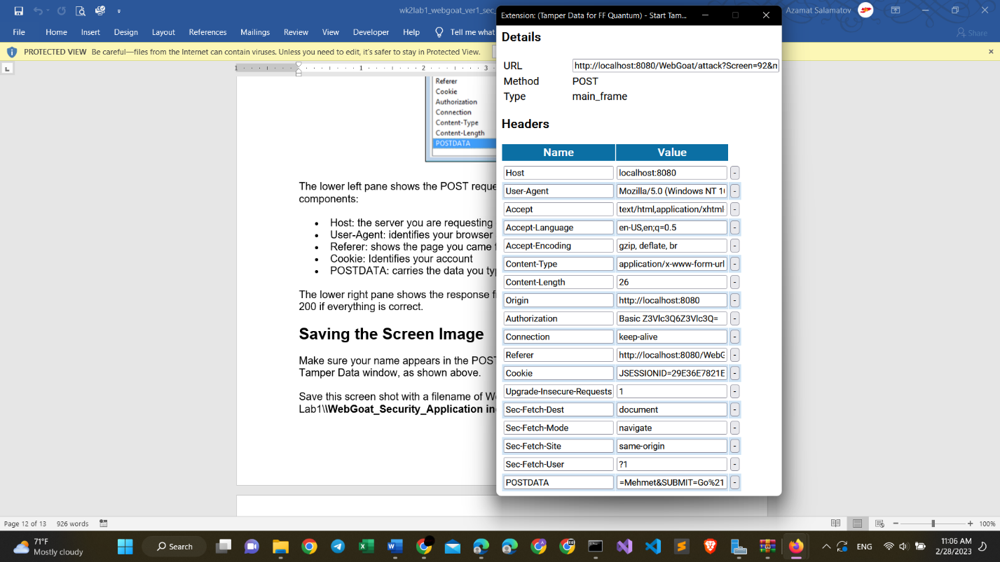 wk2lab1_webgoat_ver1_sec_
Azamat Salamatov
File Home Insert Design Layout References Mailings Review View Developer Help Tell me what
Share
PROTECTED VIEW Be careful—files from the Internet can contain viruses. Unless you need to edit, it's safer to stay in Protected View.
1 1 2 3
Referer
Cookie
Authorization
Connection
Content-Type
Content-Length
POSTDATA
The lower left pane shows the POST reque
components:
• Host: the server you are requesting
• User-Agent: identifies your browser
• Referer: shows the page you came f
• Cookie: Identifies your account
• POSTDATA: carries the data you typ
The lower right pane shows the response f
200 if everything is correct.
Saving the Screen Image
Make sure your name appears in the POST
Tamper Data window, as shown above.
Save this screen shot with a filename of We
Lab1\\WebGoat_Security_Application in
Extension: (Tamper Data for FF Quantum) - Start Tam...
Details
URL http://localhost:8080/WebGoat/attack?Screen=92&m
Method POST
Type main_frame
Headers
Name Value
Host localhost:8080 -
User-Agent Mozilla/5.0 (Windows NT 1 -
Accept text/html,application/xhtml -
Accept-Language en-US,en;q=0.5 -
Accept-Encoding gzip, deflate, br -
Content-Type application/x-www-form-url -
Content-Length 26 -
Origin http://localhost:8080 -
Authorization Basic Z3Vlc3Q6Z3Vlc3Q= -
Connection keep-alive -
Referer http://localhost:8080/WebG -
Cookie JSESSIONID=29E36E7821E -
Upgrade-Insecure-Requests 1 -
Sec-Fetch-Dest document -
Sec-Fetch-Mode navigate -
Sec-Fetch-Site same-origin -
Sec-Fetch-User ?1 -
POSTDATA =Mehmet&SUBMIT=Go%21 -
Page 12 of 13 926 words
100%
71°F
Mostly cloudy
Search
ENG
11:06 AM
2/28/2023